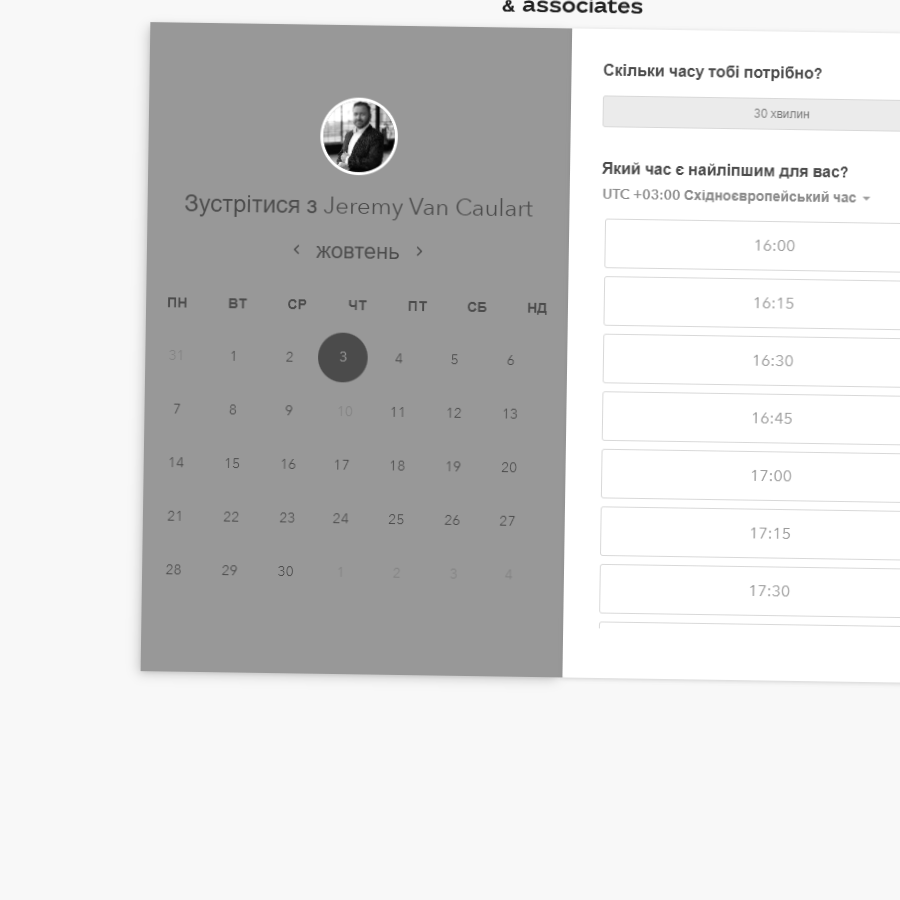 & associates
Зустрітися з Jeremy Van Caulart
жовтень
ПН ВТ СР ЧТ ПТ СБ НД
31 1 2 3 4 5 6
7 8 9 10 11 12 13
14 15 16 17 18 19 20
21 22 23 24 25 26 27
28 29 30 1 2 3 4
Скільки часу тобі потрібно?
30 хвилин
Який час є найліпшим для вас?
UTC +03:00 Східноєвропейський час
16:00
16:15
16:30
16:45
17:00
17:15
17:30